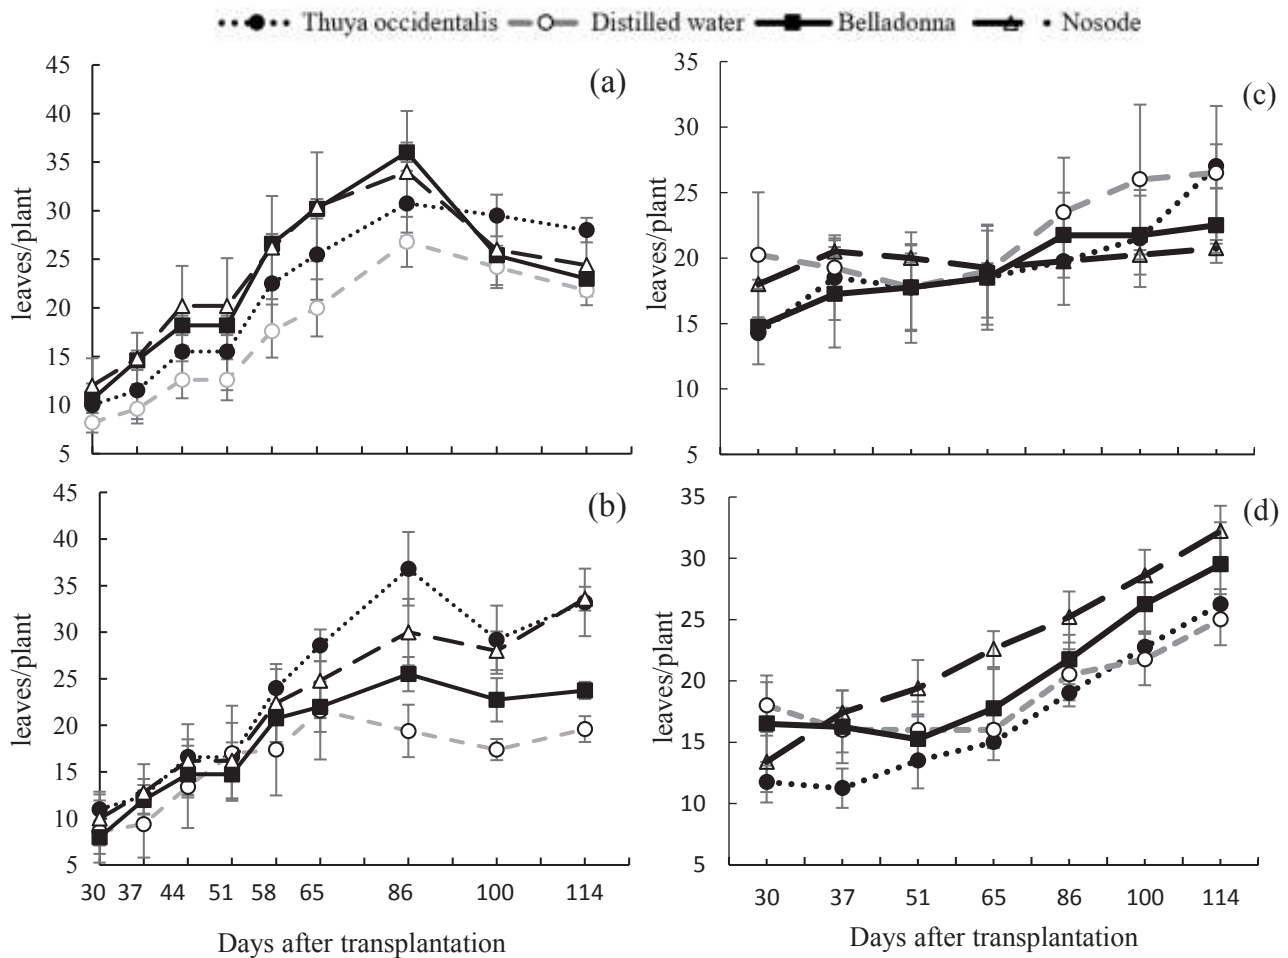 Thuya occidentalis Distilled water Belladonna Nosode
(a)
45
40
35
30
25
20
15
10
5
leaves/plant
(c)
35
30
25
20
15
10
5
leaves/plant
(b)
45
40
35
30
25
20
15
10
5
leaves/plant
30 37 44 51 58 65 86 100 114
Days after transplantation
(d)
35
30
25
20
15
10
5
leaves/plant
30 37 51 65 86 100 114
Days after transplantation